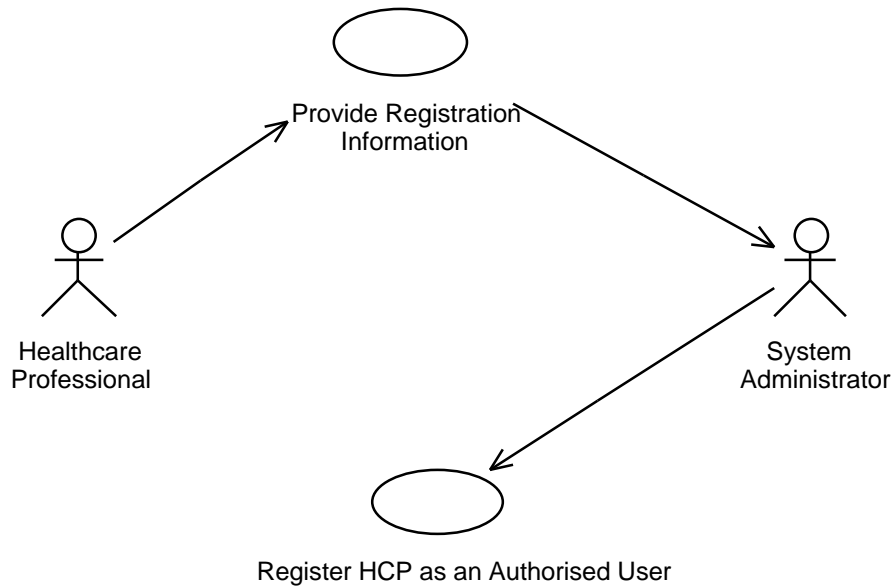 Provide Registration
Information
Healthcare
Professional
System
Administrator
Register HCP as an Authorised User